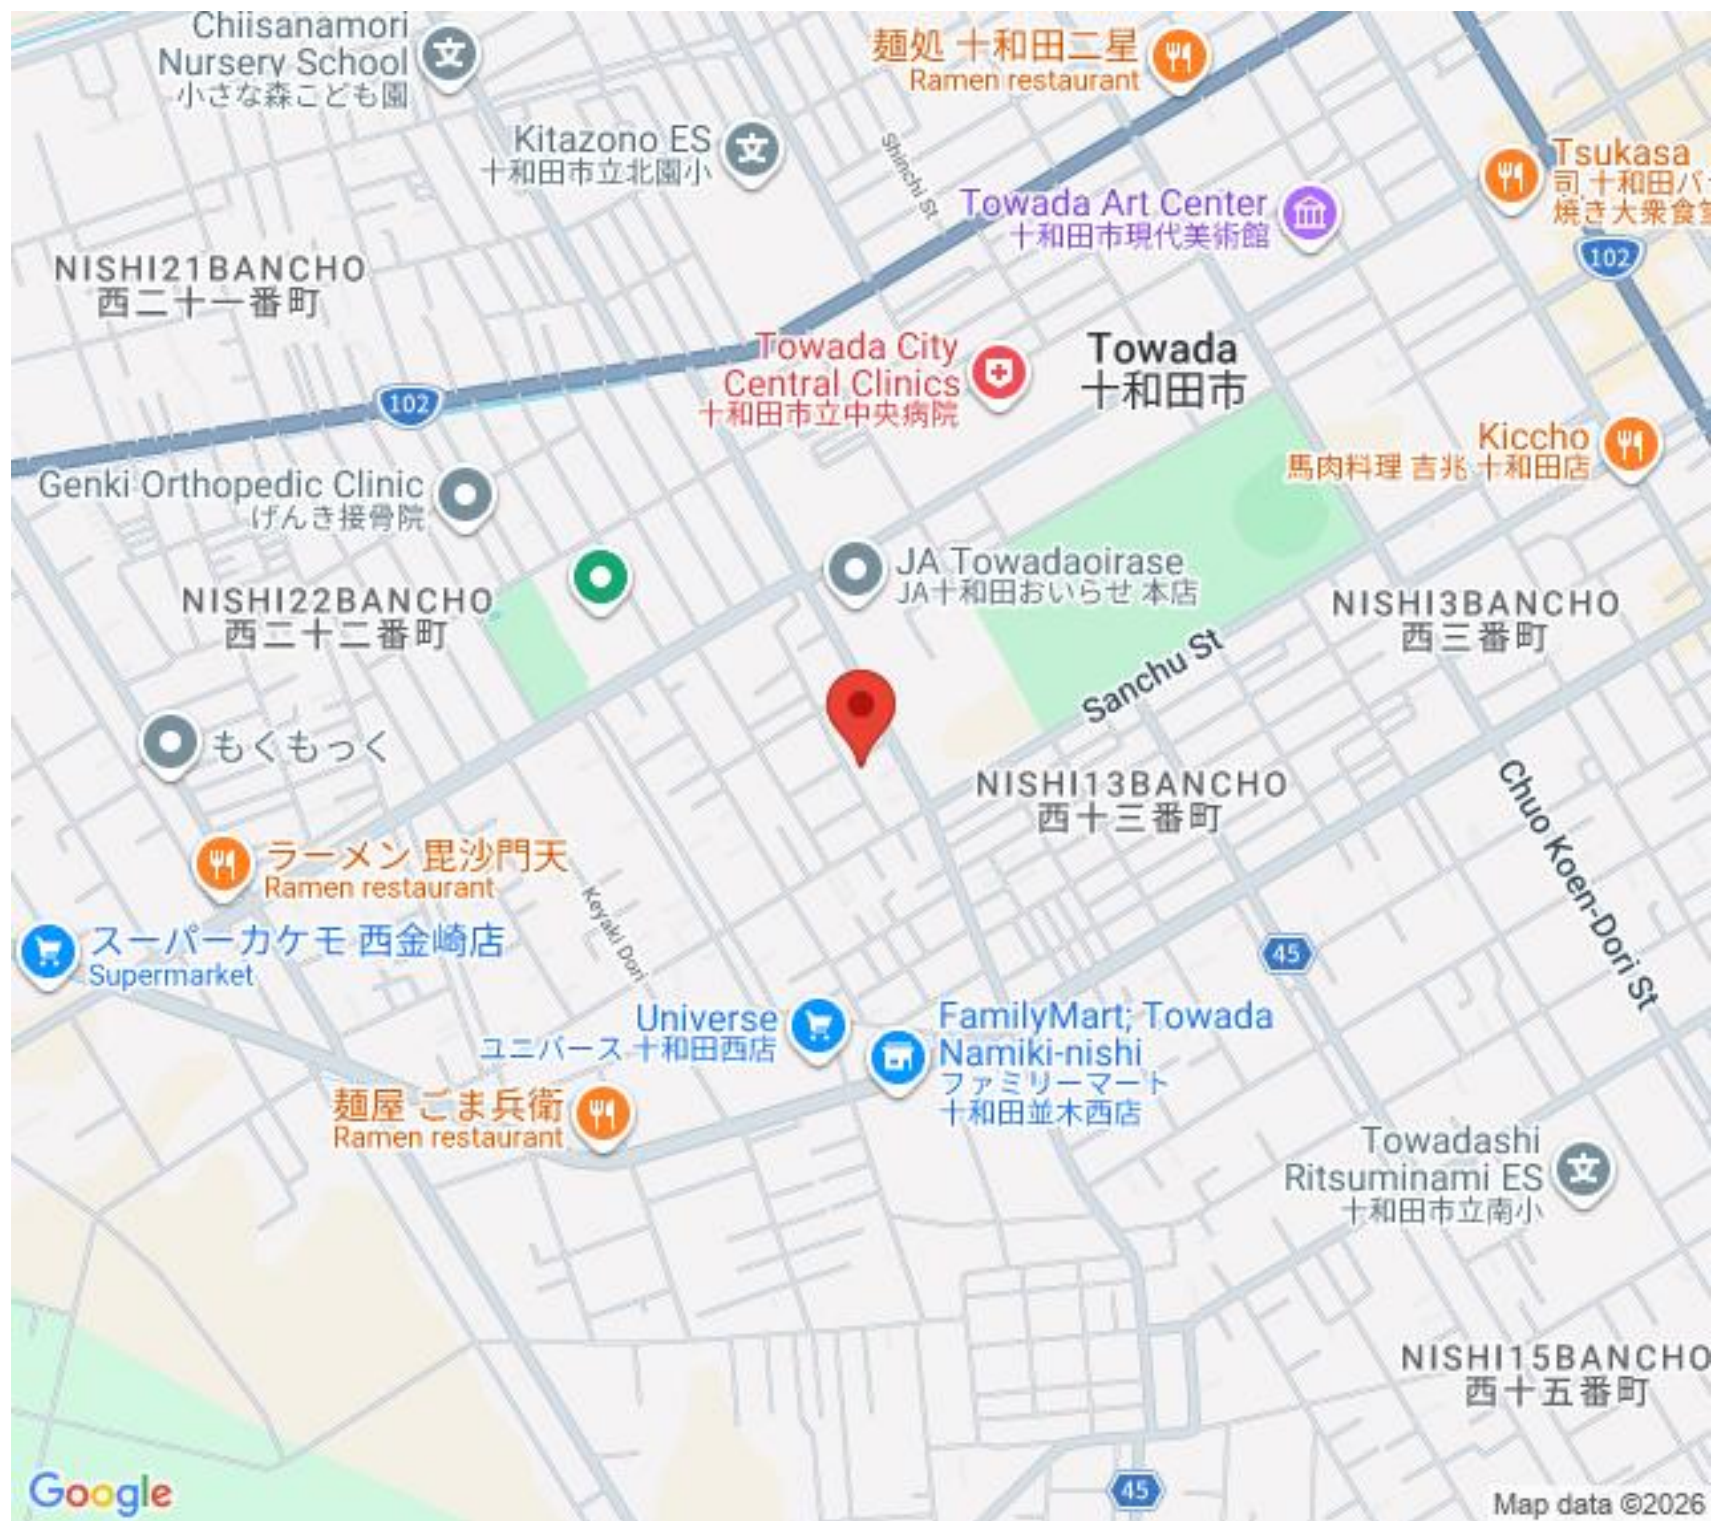 Chiisanamori
Nursery School
小さな森こども園
麺処 十和田二星
Ramen restaurant
Kitazono ES
十和田市立北園小
Shinchi St
Tsukasa
司 十和田バ
焼き大衆食堂
Towada Art Center
十和田市現代美術館
102
NISHI21BANCHO
西二十一番町
Towada City
Central Clinics
十和田市立中央病院
Towada
十和田市
102
Kiccho
馬肉料理 吉兆 十和田店
Genki Orthopedic Clinic
げんき接骨院
JA Towadaoirase
JA十和田おいらせ 本店
NISHI22BANCHO
西二十二番町
NISHI3BANCHO
西三番町
Sanchu St
もくもっく
NISHI13BANCHO
西十三番町
Chuo Koen-Dori St
ラーメン 毘沙門天
Ramen restaurant
Keyaki Dori
スーパーカケモ 西金崎店
Supermarket
45
Universe
ユニバース 十和田西店
FamilyMart; Towada
Namiki-nishi
ファミリーマート
十和田並木西店
麺屋 ごま兵衛
Ramen restaurant
Towadashi
Ritsuminami ES
十和田市立南小
NISHI15BANCHO
西十五番町
45
Google
Map data ©2026